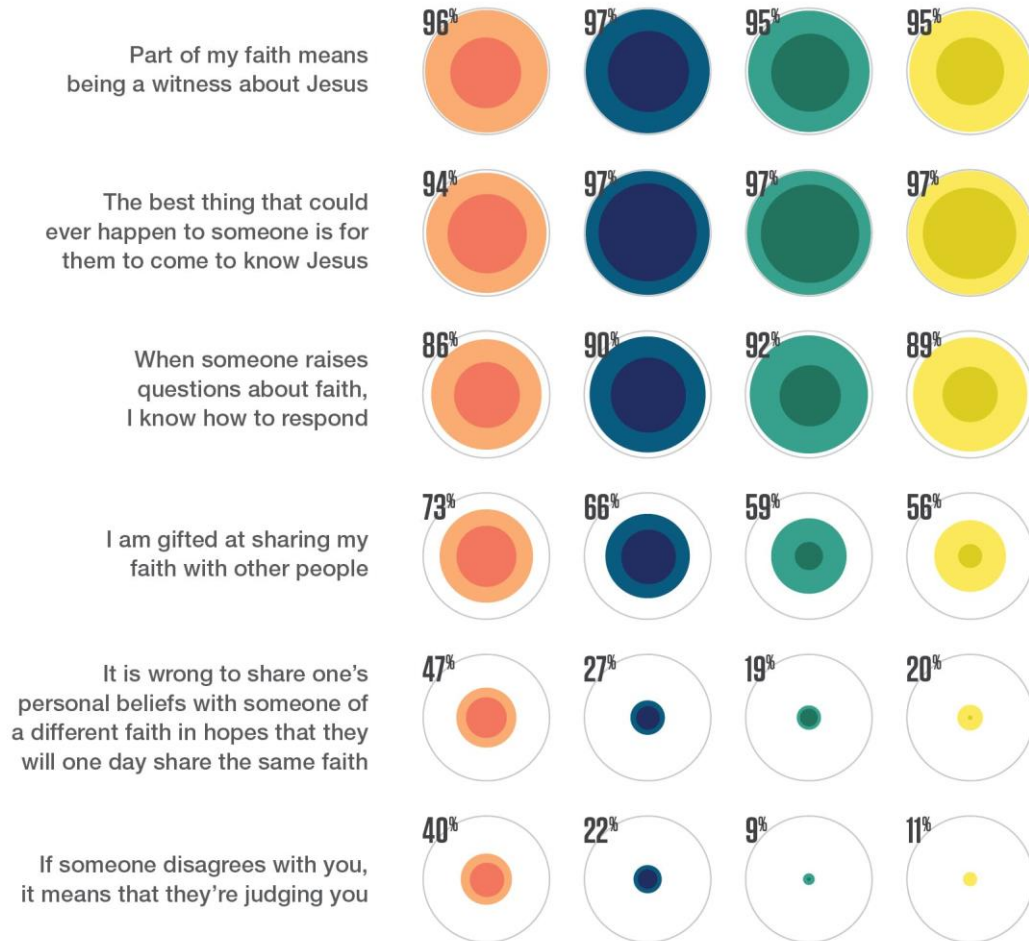 96% 97% 95% 95%
Part of my faith means
being a witness about Jesus
94% 97% 97% 97%
The best thing that could
ever happen to someone is for
them to come to know Jesus
86% 90% 92% 89%
When someone raises
questions about faith,
I know how to respond
73% 66% 59% 56%
I am gifted at sharing my
faith with other people
47% 27% 19% 20%
It is wrong to share one’s
personal beliefs with someone of
a different faith in hopes that they
will one day share the same faith
40% 22% 9% 11%
If someone disagrees with you,
it means that they’re judging you